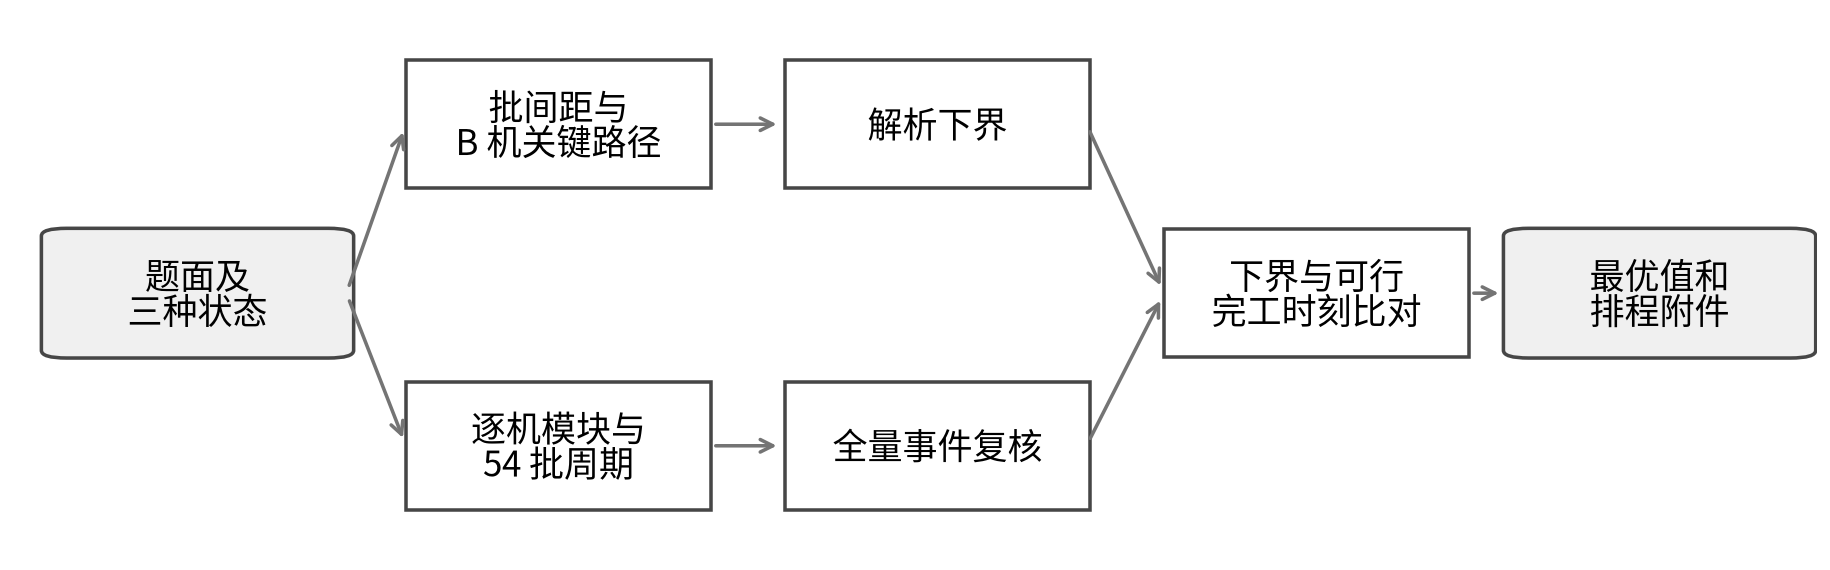 题面及
三种状态
批间距与
B 机关键路径
解析下界
逐机模块与
54 批周期
全量事件复核
下界与可行
完工时刻比对
最优值和
排程附件